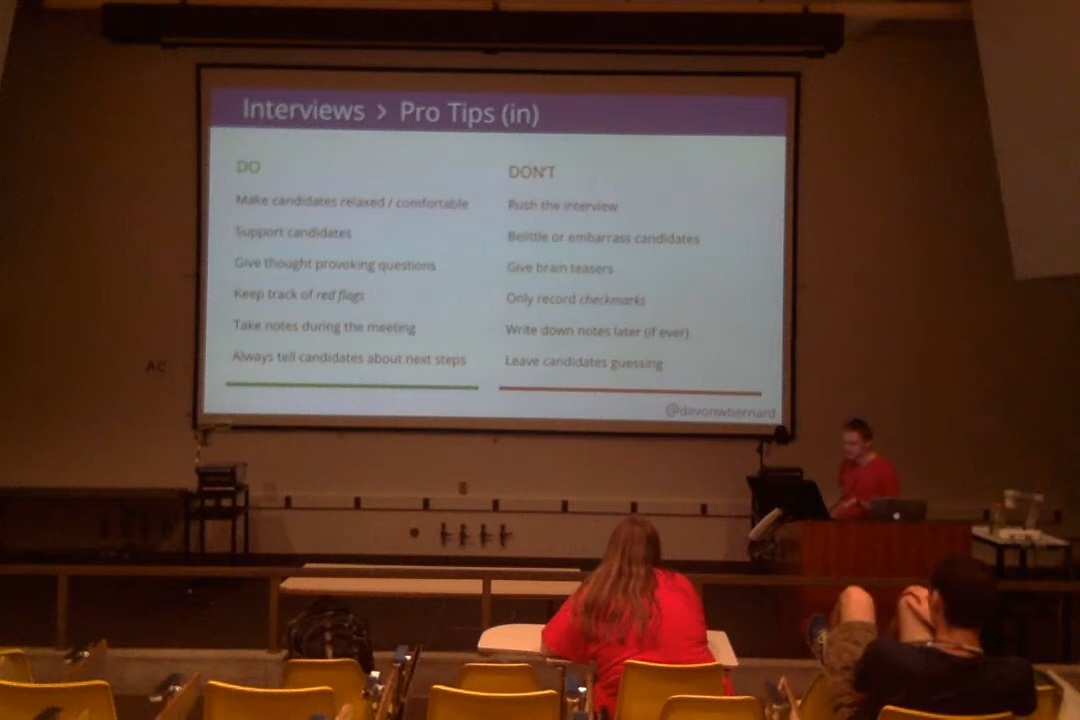 Interviews > Pro Tips (in)
DO
Make candidates relaxed / comfortable
Support candidates
Give thought provoking questions
Keep track of red flags
Take notes during the meeting
Always tell candidates about next steps
DON'T
Rush the interview
Belittle or embarrass candidates
Give brain teasers
Only record checkmarks
Write down notes later (if ever)
Leave candidates guessing
@devonwbernard
AC